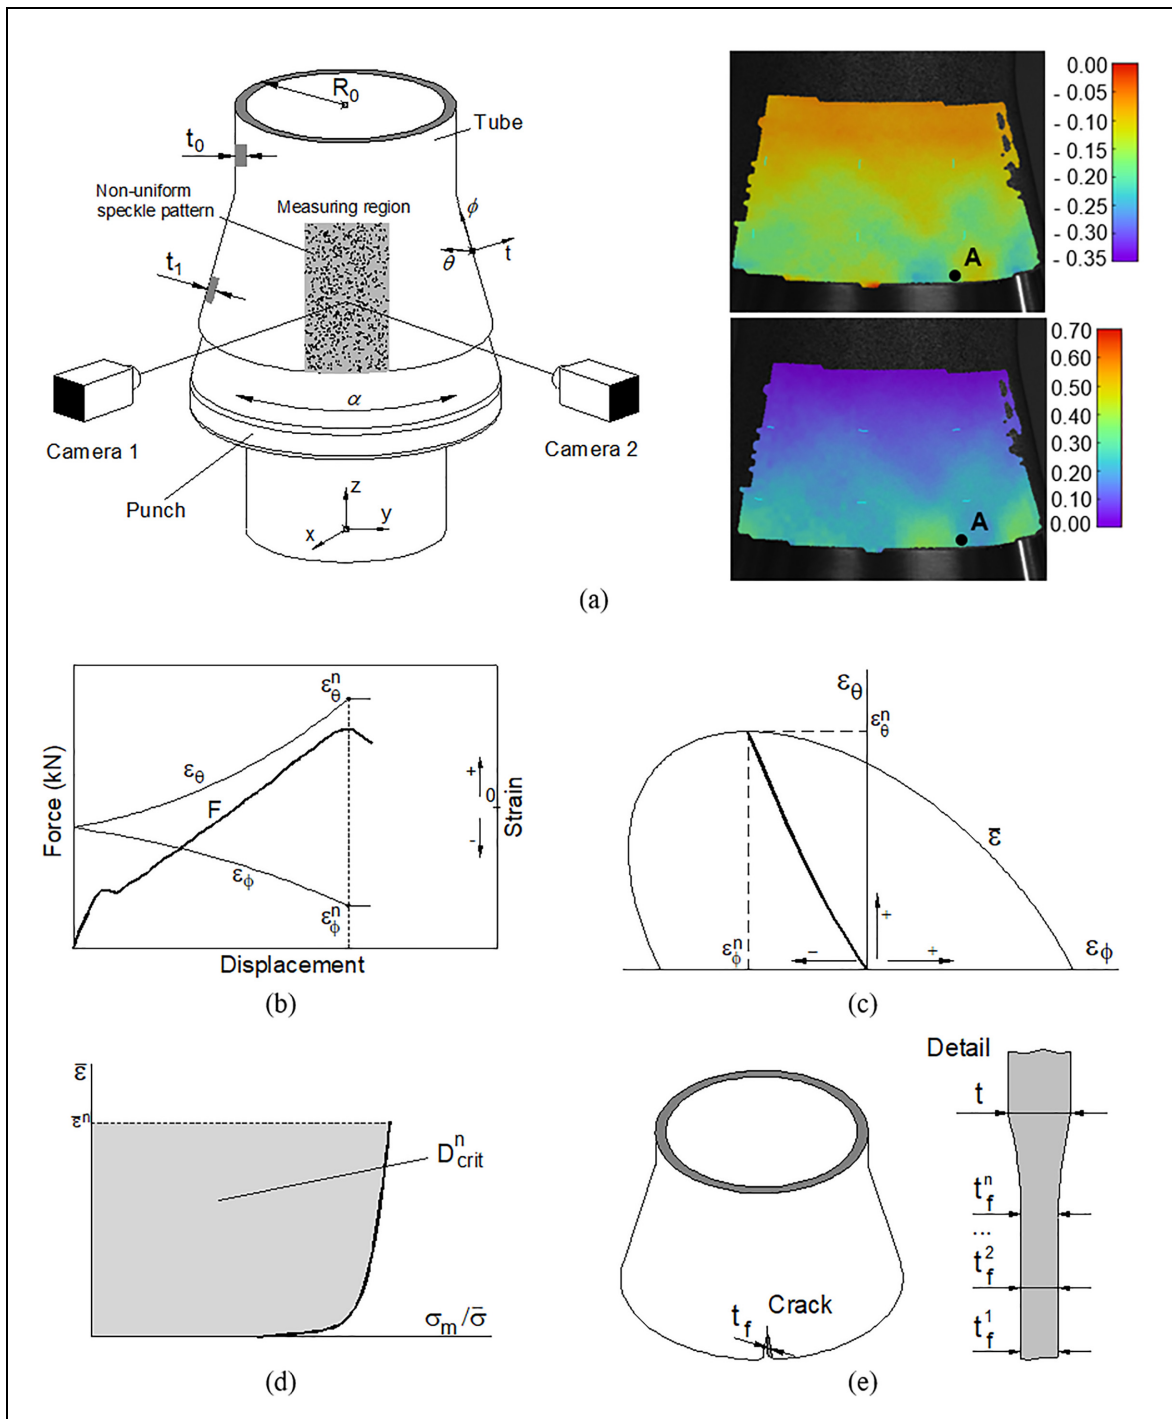 R₀
t₀
Tube
Non-uniform
speckle pattern
Measuring region
ϕ
θ
t
t₁
α
Camera 1
Camera 2
Punch
z
y
x
0.00
- 0.05
- 0.10
- 0.15
- 0.20
- 0.25
- 0.30
- 0.35
A
0.70
0.60
0.50
0.40
0.30
0.20
0.10
0.00
A
(a)
Force (kN)
εθⁿ
εθ
F
εϕ
εϕⁿ
+
0
-
Strain
Displacement
(b)
εθ
εθⁿ
ε̄
+
εϕⁿ
−
+
εϕ
(c)
ε̄
ε̄ⁿ
Dⁿcrit
σm/σ̄
(d)
Detail
t
tfⁿ
...
tf²
tf¹
Crack
tf
(e)